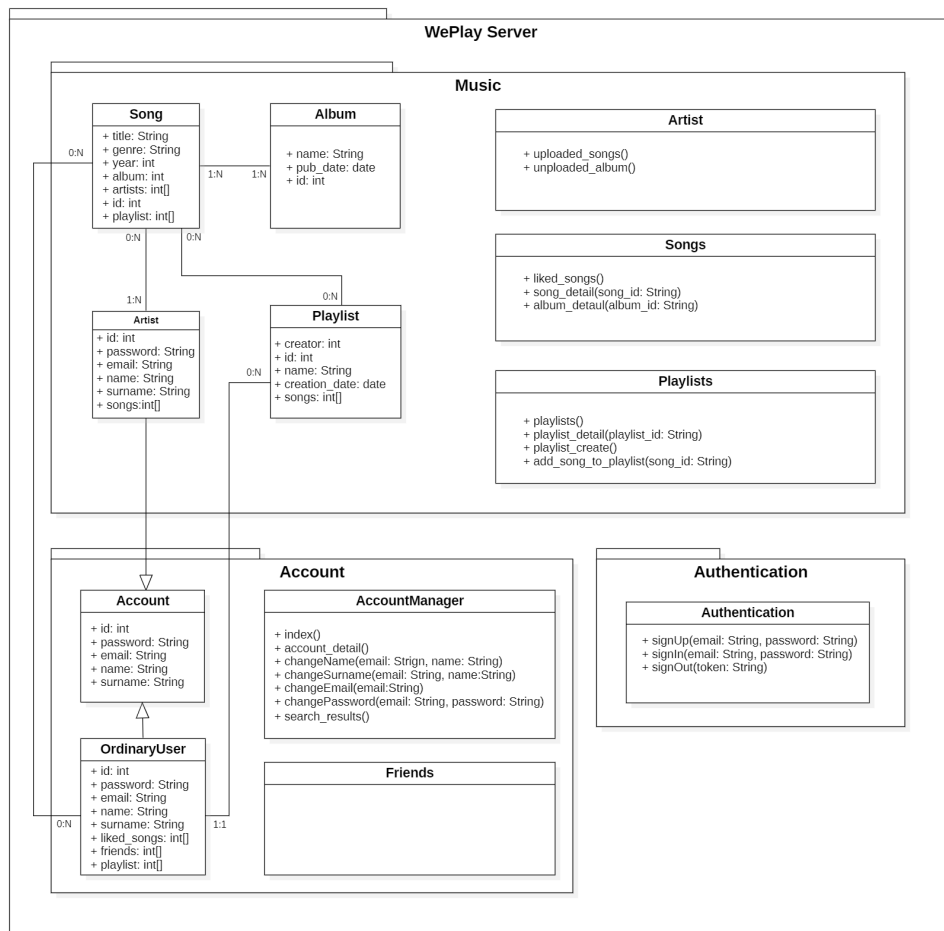 WePlay Server
Music
Song
+ title: String
+ genre: String
+ year: int
+ album: int
+ artists: int[]
+ id: int
+ playlist: int[]
Album
+ name: String
+ pub_date: date
+ id: int
Artist
+ uploaded_songs()
+ unploaded_album()
0:N
1:N
1:N
0:N
0:N
Songs
+ liked_songs()
+ song_detail(song_id: String)
+ album_detaul(album_id: String)
1:N
0:N
Artist
+ id: int
+ password: String
+ email: String
+ name: String
+ surname: String
+ songs:int[]
Playlist
+ creator: int
+ id: int
+ name: String
+ creation_date: date
+ songs: int[]
0:N
Playlists
+ playlists()
+ playlist_detail(playlist_id: String)
+ playlist_create()
+ add_song_to_playlist(song_id: String)
Account
Account
+ id: int
+ password: String
+ email: String
+ name: String
+ surname: String
AccountManager
+ index()
+ account_detail()
+ changeName(email: Strign, name: String)
+ changeSurname(email: String, name:String)
+ changeEmail(email:String)
+ changePassword(email: String, password: String)
+ search_results()
Authentication
Authentication
+ signUp(email: String, password: String)
+ signIn(email: String, password: String)
+ signOut(token: String)
OrdinaryUser
+ id: int
+ password: String
+ email: String
+ name: String
+ surname: String
+ liked_songs: int[]
+ friends: int[]
+ playlist: int[]
0:N
1:1
Friends